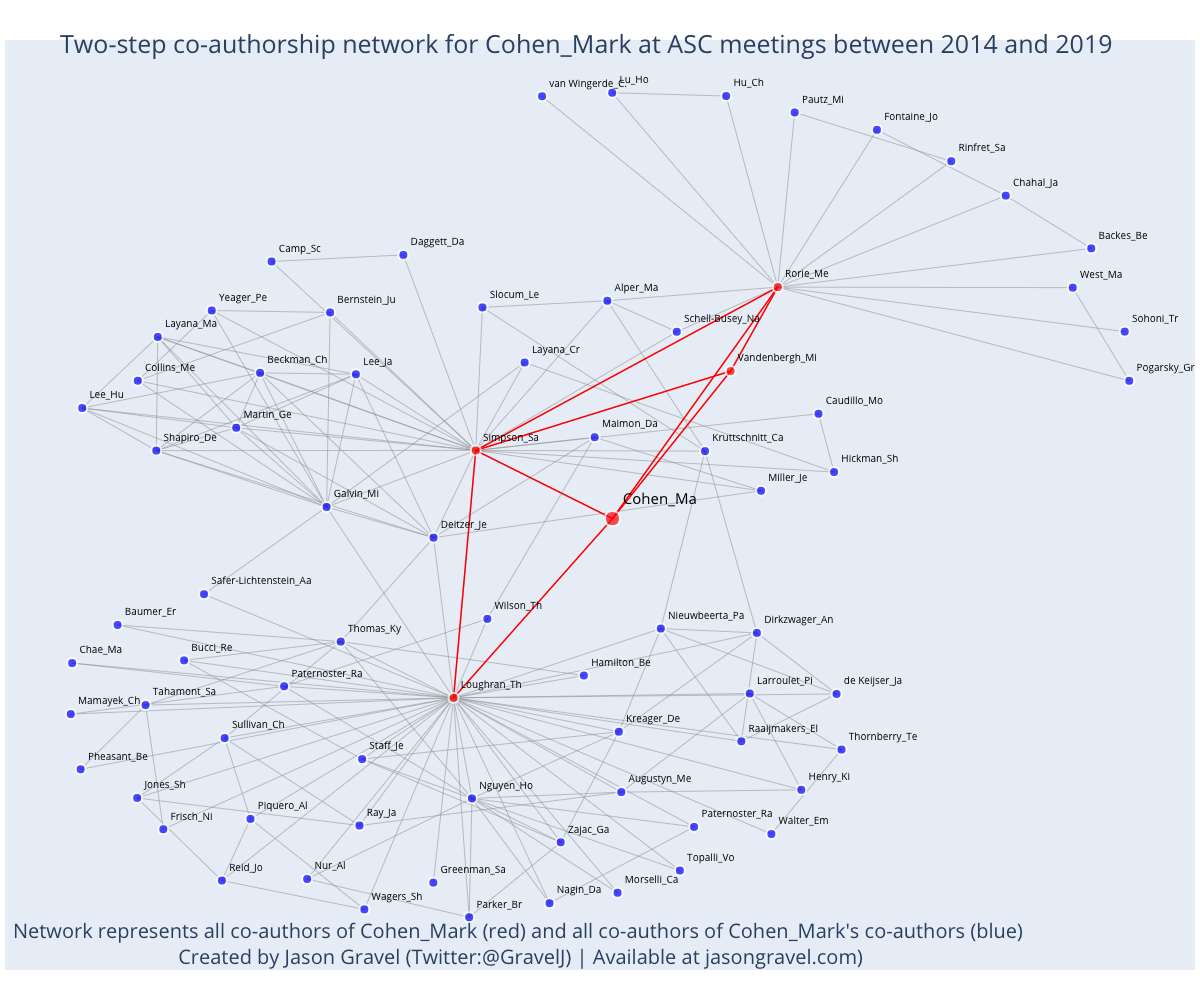 Two-step co-authorship network for Cohen_Mark at ASC meetings between 2014 and 2019
van Wingerde_C.
Lu_Ho
Hu_Ch
Pautz_Mi
Fontaine_Jo
Rinfret_Sa
Chahal_Ja
Backes_Be
Daggett_Da
Camp_Sc
Rorie_Me
West_Ma
Yeager_Pe
Bernstein_Ju
Slocum_Le
Alper_Ma
Schell-Busey_Na
Sohoni_Tr
Layana_Ma
Layana_Cr
Vandenbergh_Mi
Collins_Me
Beckman_Ch
Lee_Ja
Pogarsky_Gr
Lee_Hu
Martin_Ge
Caudillo_Mo
Shapiro_De
Simpson_Sa
Maimon_Da
Kruttschnitt_Ca
Hickman_Sh
Galvin_Mi
Cohen_Ma
Miller_Je
Deitzer_Je
Safer-Lichtenstein_Aa
Baumer_Er
Wilson_Th
Nieuwbeerta_Pa
Dirkzwager_An
Thomas_Ky
Chae_Ma
Bucci_Re
Hamilton_Be
Paternoster_Ra
Loughran_Th
Larroulet_Pi
de Keijser_Ja
Mamayek_Ch
Tahamont_Sa
Sullivan_Ch
Kreager_De
Raaijmakers_El
Thornberry_Te
Pheasant_Be
Staff_Je
Jones_Sh
Nguyen_Ho
Augustyn_Me
Henry_Ki
Frisch_Ni
Piquero_Al
Ray_Ja
Zajac_Ga
Paternoster_Ra
Walter_Em
Reid_Jo
Nur_Al
Greenman_Sa
Topalli_Vo
Wagers_Sh
Parker_Br
Nagin_Da
Morselli_Ca
Network represents all co-authors of Cohen_Mark (red) and all co-authors of Cohen_Mark's co-authors (blue)
Created by Jason Gravel (Twitter:@GravelJ) | Available at jasongravel.com)